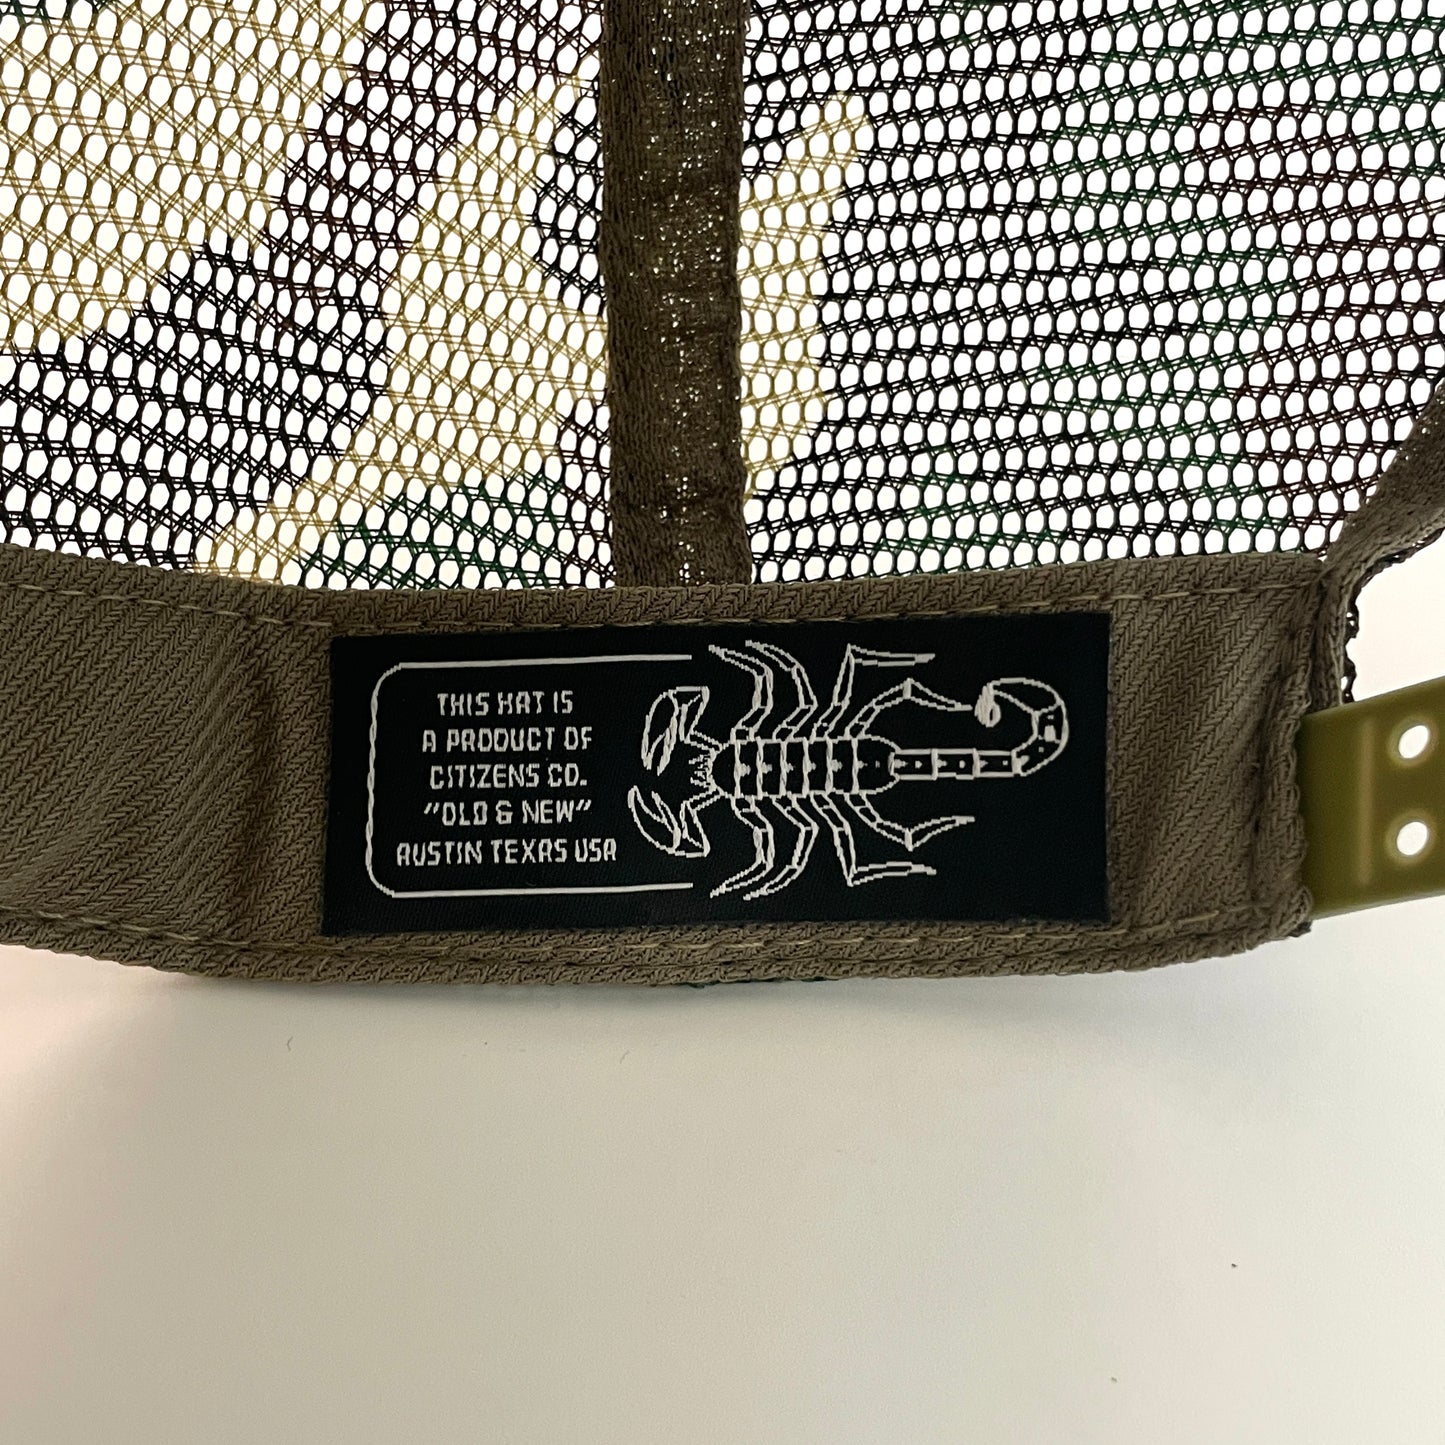 THIS HAT IS
A PRODUCT OF
CITIZENS CO.
"OLD & NEW"
AUSTIN TEXAS USA